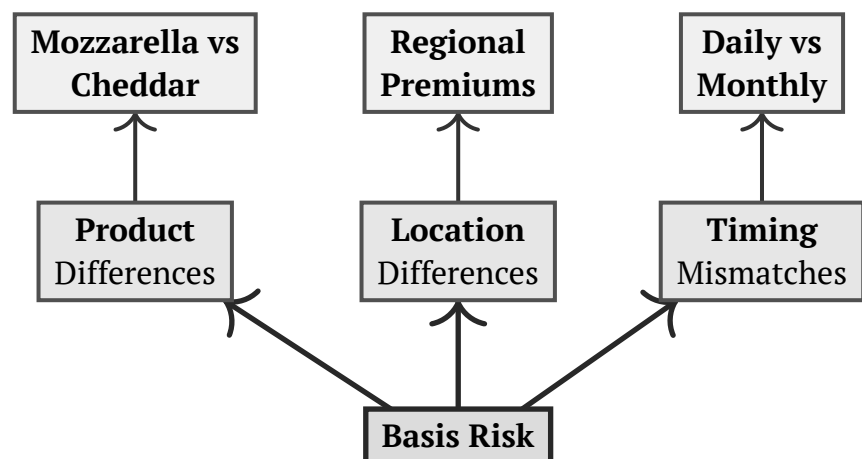 Mozzarella vs
Cheddar
Regional
Premiums
Daily vs
Monthly
Product
Differences
Location
Differences
Timing
Mismatches
Basis Risk